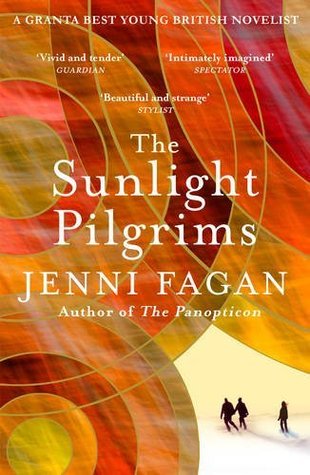 A GRANTA BEST YOUNG BRITISH NOVELIST
‘Vivid and tender’
GUARDIAN
‘Intimately imagined’
SPECTATOR
‘Beautiful and strange’
STYLIST
The
Sunlight
Pilgrims
JENNI FAGAN
Author of The Panopticon